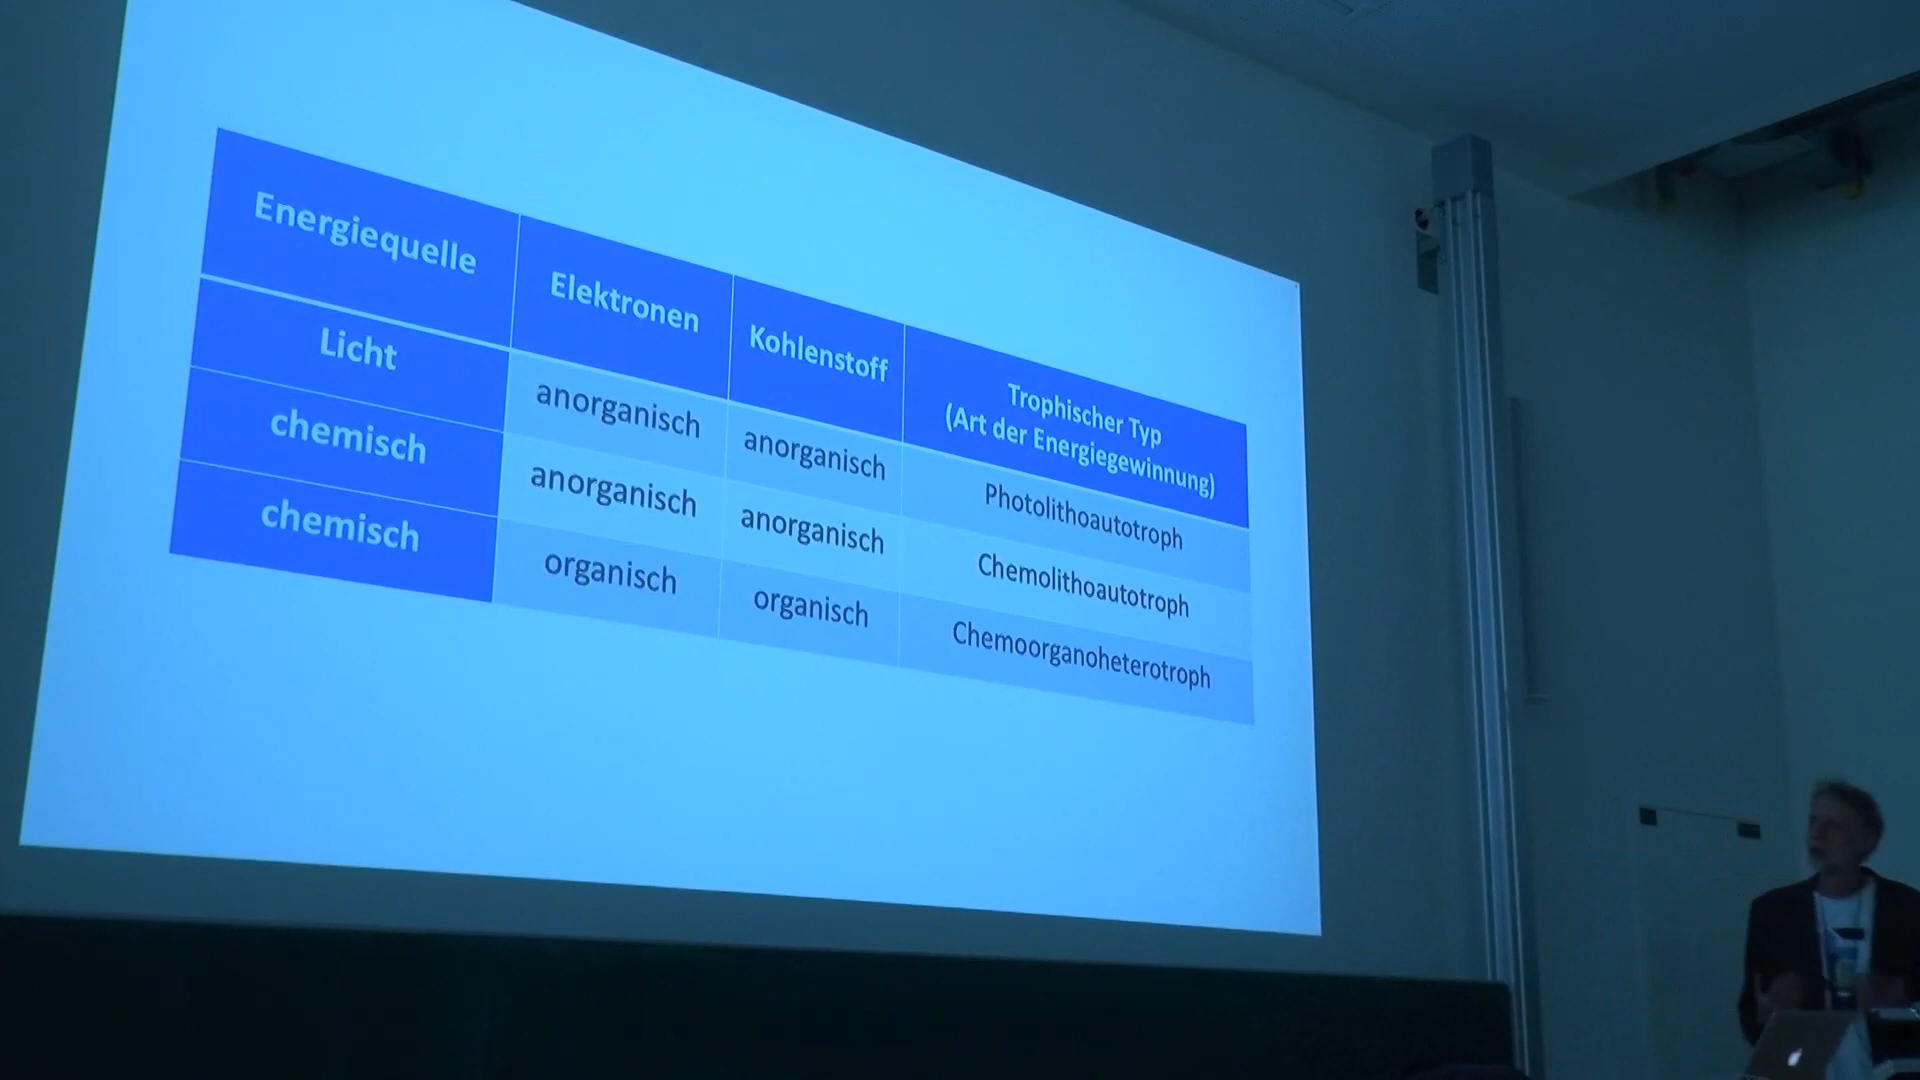 Energiequelle
Elektronen
Kohlenstoff
Trophischer Typ
(Art der Energiegewinnung)
Licht
anorganisch
anorganisch
Photolithoautotroph
chemisch
anorganisch
anorganisch
Chemolithoautotroph
chemisch
organisch
organisch
Chemoorganoheterotroph